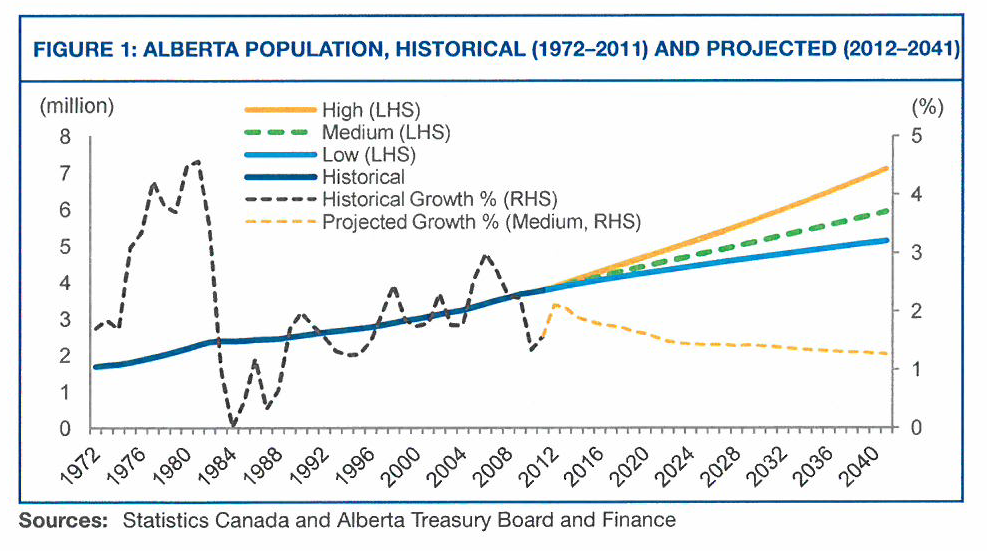 FIGURE 1: ALBERTA POPULATION, HISTORICAL (1972–2011) AND PROJECTED (2012–2041)
(million)
(%)
High (LHS)
Medium (LHS)
Low (LHS)
Historical
Historical Growth % (RHS)
Projected Growth % (Medium, RHS)
8
7
6
5
4
3
2
1
0
5
4
3
2
1
0
1972 1976 1980 1984 1988 1992 1996 2000 2004 2008 2012 2016 2020 2024 2028 2032 2036 2040
Sources: Statistics Canada and Alberta Treasury Board and Finance